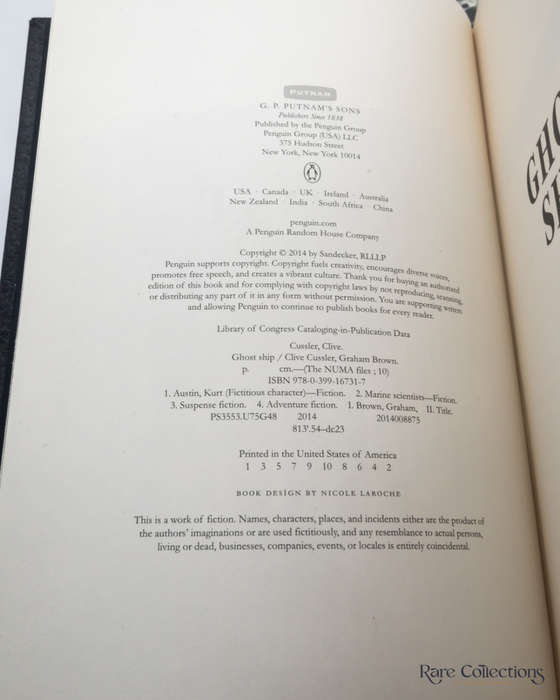 PUTNAM
G. P. PUTNAM'S SONS
Publishers Since 1838
Published by the Penguin Group
Penguin Group (USA) LLC
375 Hudson Street
New York, New York 10014
USA · Canada · UK · Ireland · Australia
New Zealand · India · South Africa · China
penguin.com
A Penguin Random House Company
Copyright © 2014 by Sandecker, RLLLP
Penguin supports copyright. Copyright fuels creativity, encourages diverse voices,
promotes free speech, and creates a vibrant culture. Thank you for buying an authorized
edition of this book and for complying with copyright laws by not reproducing, scanning,
or distributing any part of it in any form without permission. You are supporting writers
and allowing Penguin to continue to publish books for every reader.
Library of Congress Cataloging-in-Publication Data
Cussler, Clive.
Ghost ship / Clive Cussler, Graham Brown.
p. cm.—(The NUMA files ; 10)
ISBN 978-0-399-16731-7
1. Austin, Kurt (Fictitious character)—Fiction. 2. Marine scientists—Fiction.
3. Suspense fiction. 4. Adventure fiction. I. Brown, Graham, II. Title.
PS3553.U75G48 2014 2014008875
813'.54–dc23
Printed in the United States of America
1 3 5 7 9 10 8 6 4 2
BOOK DESIGN BY NICOLE LAROCHE
This is a work of fiction. Names, characters, places, and incidents either are the product of
the authors' imaginations or are used fictitiously, and any resemblance to actual persons,
living or dead, businesses, companies, events, or locales is entirely coincidental.
GHO
S
Rare Collections